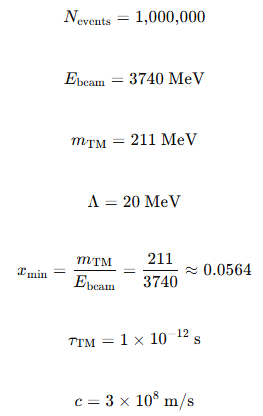 N_events = 1,000,000
E_beam = 3740 MeV
m_TM = 211 MeV
Λ = 20 MeV
x_min = m_TM / E_beam = 211 / 3740 ≈ 0.0564
τ_TM = 1 × 10^−12 s
c = 3 × 10^8 m/s